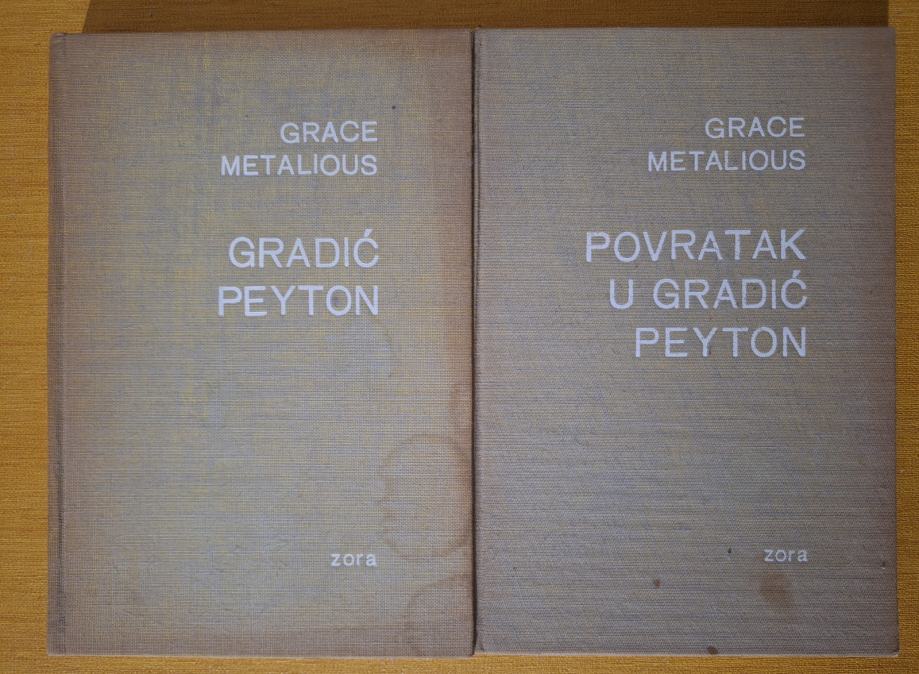 GRACE
METALIOUS
GRADIĆ
PEYTON
zora
GRACE
METALIOUS
POVRATAK
U GRADIĆ
PEYTON
zora